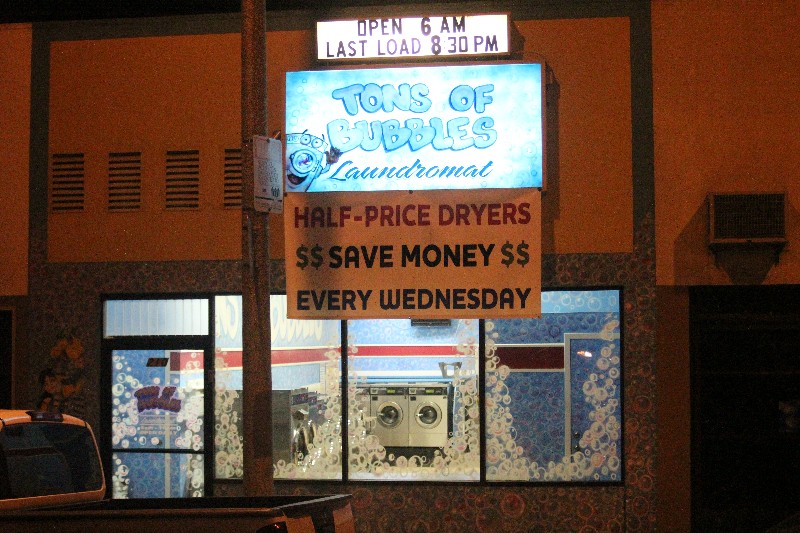 OPEN 6 AM
LAST LOAD 8 30 PM
TONS OF
BUBBLES
Laundromat
HALF-PRICE DRYERS
$$ SAVE MONEY $$
EVERY WEDNESDAY